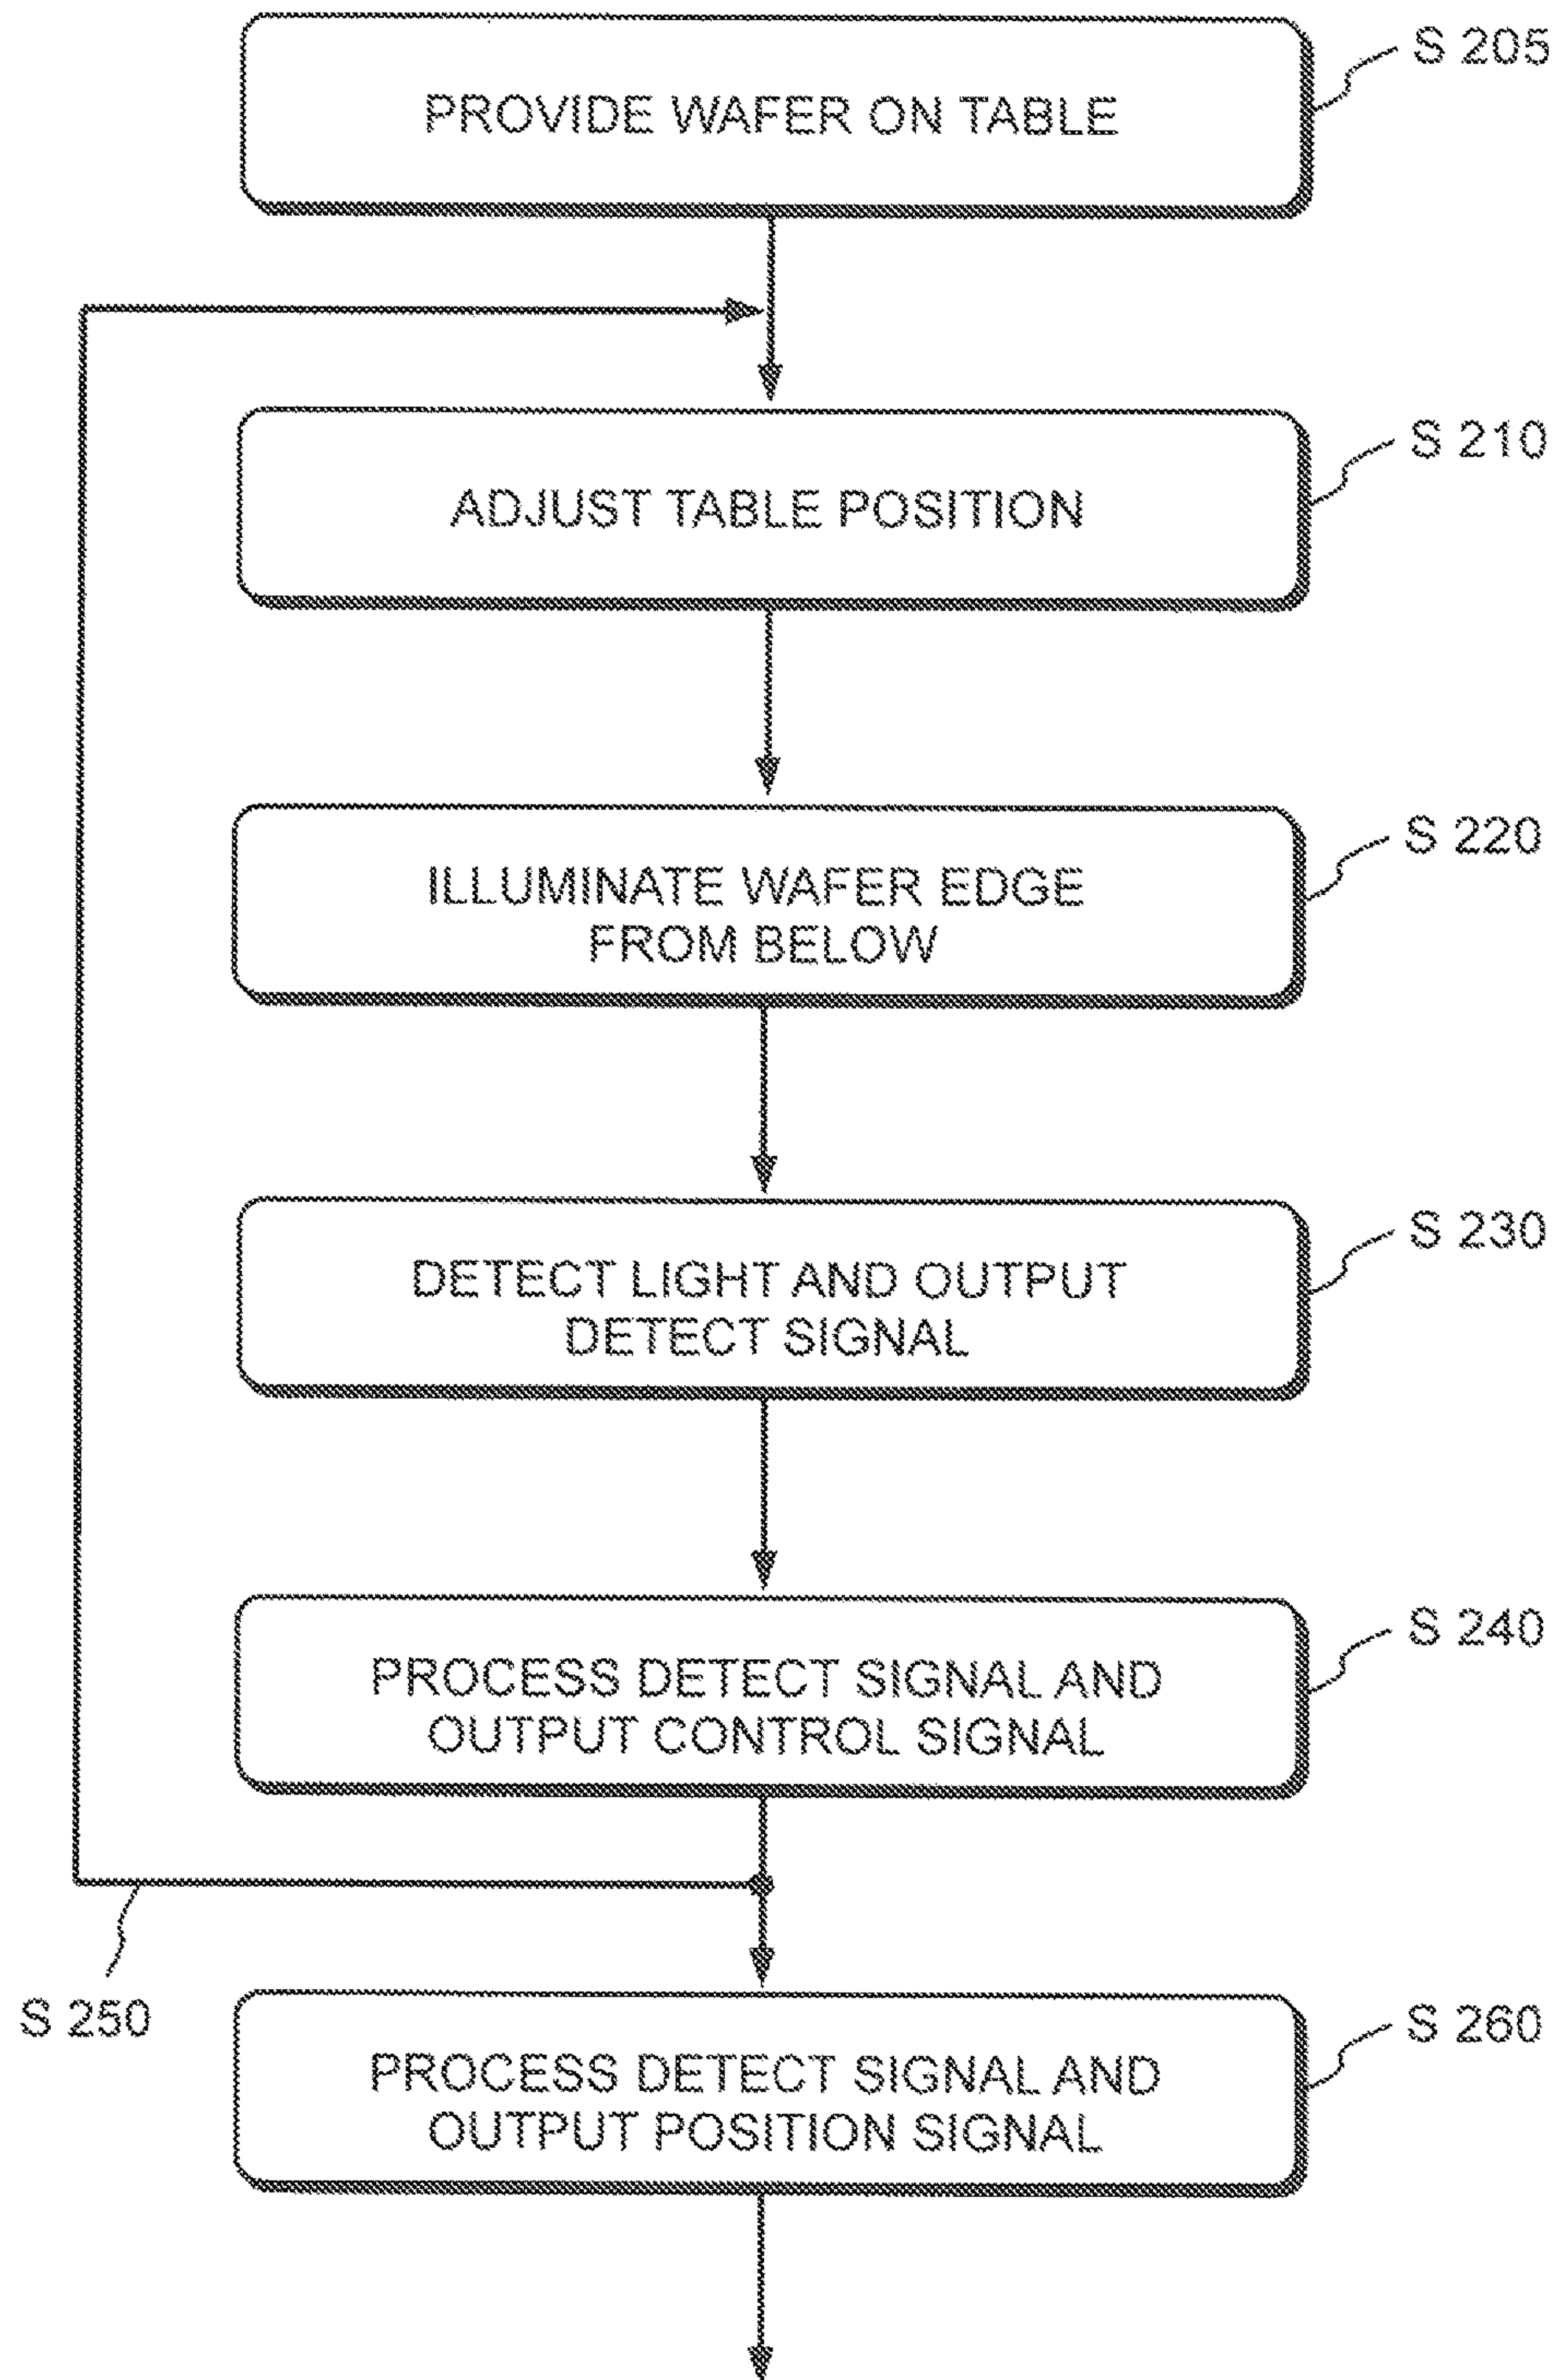 PROVIDE WAFER ON TABLE
S 205
ADJUST TABLE POSITION
S 210
ILLUMINATE WAFER EDGE
FROM BELOW
S 220
DETECT LIGHT AND OUTPUT
DETECT SIGNAL
S 230
PROCESS DETECT SIGNAL AND
OUTPUT CONTROL SIGNAL
S 240
S 250
PROCESS DETECT SIGNAL AND
OUTPUT POSITION SIGNAL
S 260